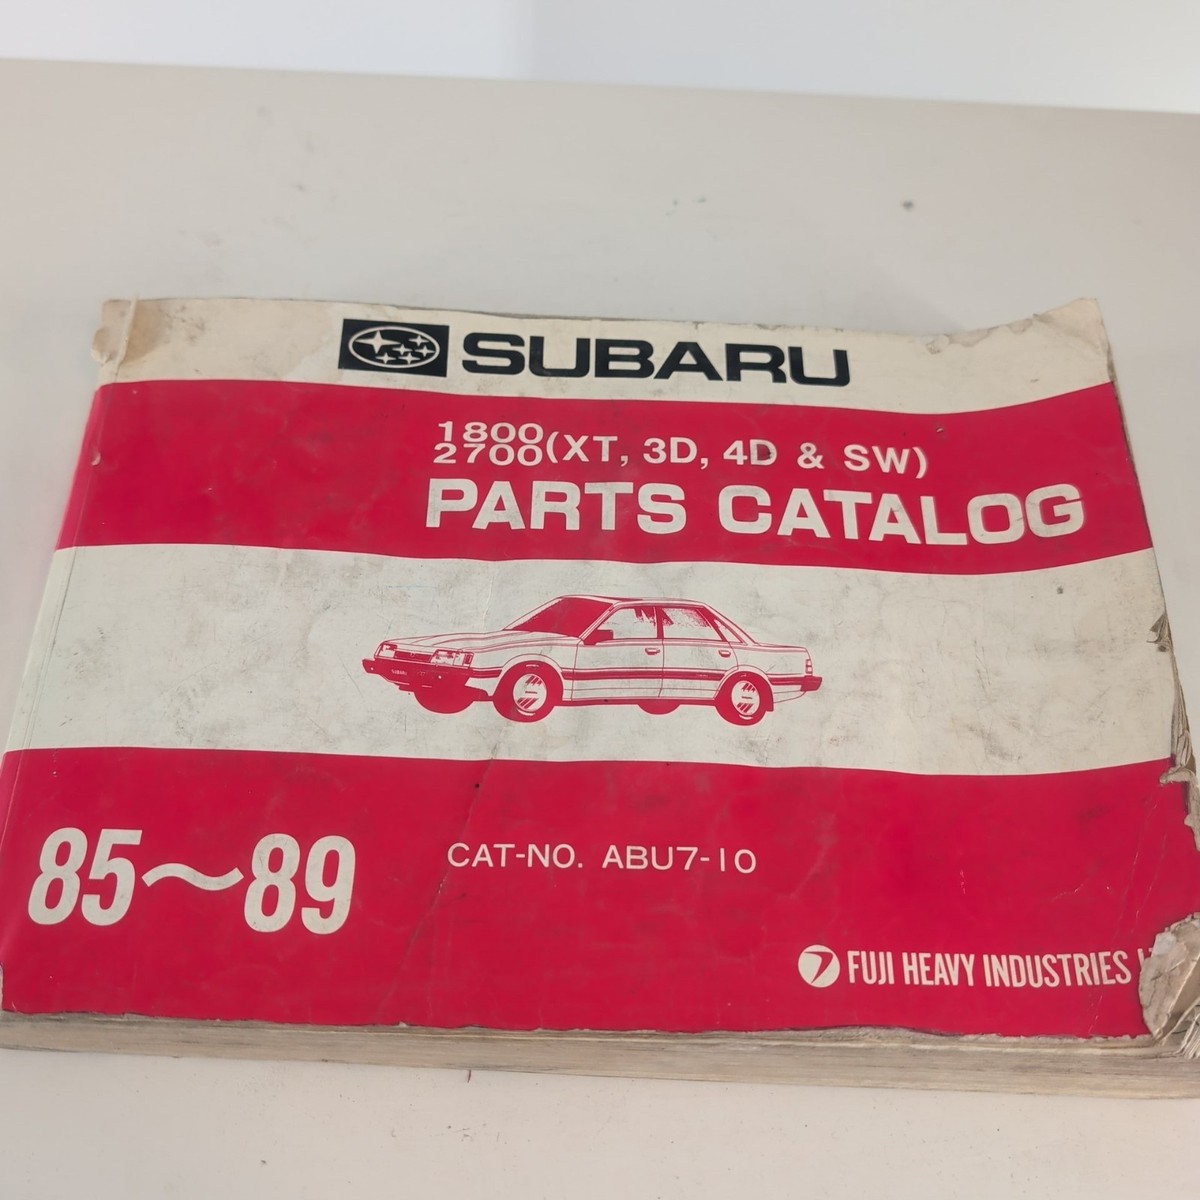 SUBARU
1800
2700 (XT, 3D, 4D & SW)
PARTS CATALOG
85～89
CAT-NO. ABU7-10
FUJI HEAVY INDUSTRIES